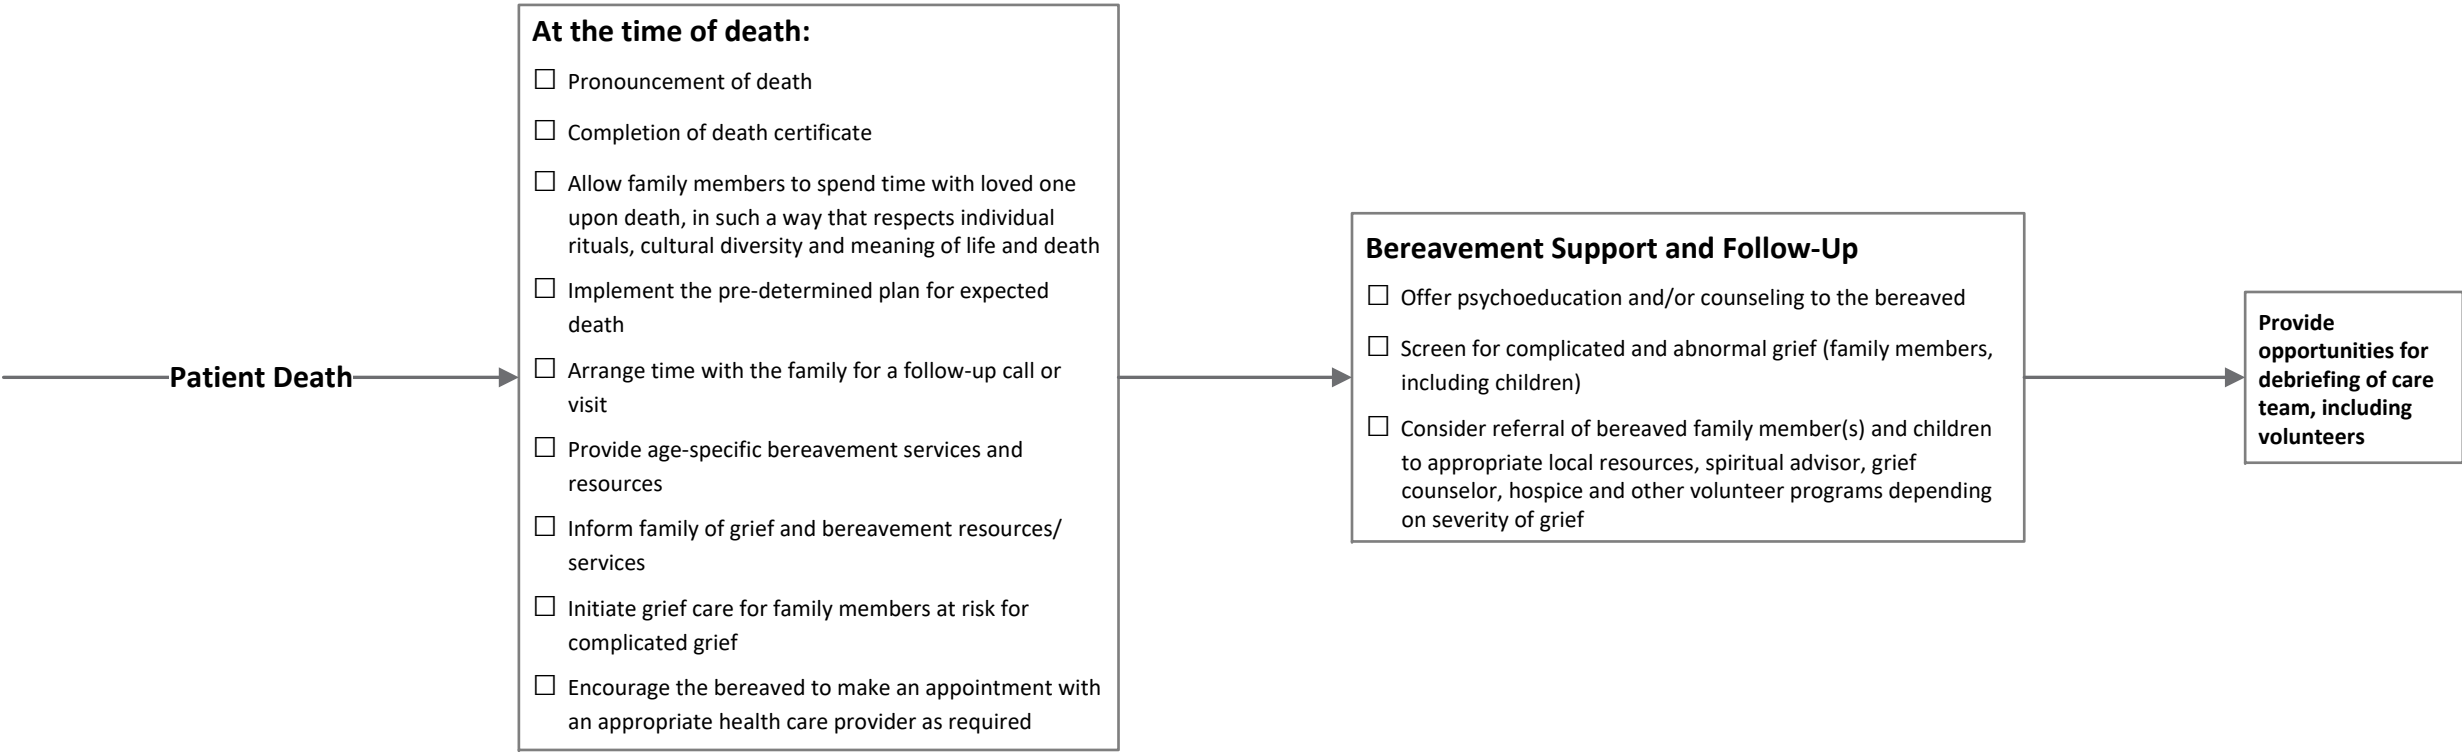 Patient Death
At the time of death:
☐ Pronouncement of death
☐ Completion of death certificate
☐ Allow family members to spend time with loved one
upon death, in such a way that respects individual
rituals, cultural diversity and meaning of life and death
☐ Implement the pre-determined plan for expected
death
☐ Arrange time with the family for a follow-up call or
visit
☐ Provide age-specific bereavement services and
resources
☐ Inform family of grief and bereavement resources/
services
☐ Initiate grief care for family members at risk for
complicated grief
☐ Encourage the bereaved to make an appointment with
an appropriate health care provider as required
Bereavement Support and Follow-Up
☐ Offer psychoeducation and/or counseling to the bereaved
☐ Screen for complicated and abnormal grief (family members,
including children)
☐ Consider referral of bereaved family member(s) and children
to appropriate local resources, spiritual advisor, grief
counselor, hospice and other volunteer programs depending
on severity of grief
Provide
opportunities for
debriefing of care
team, including
volunteers